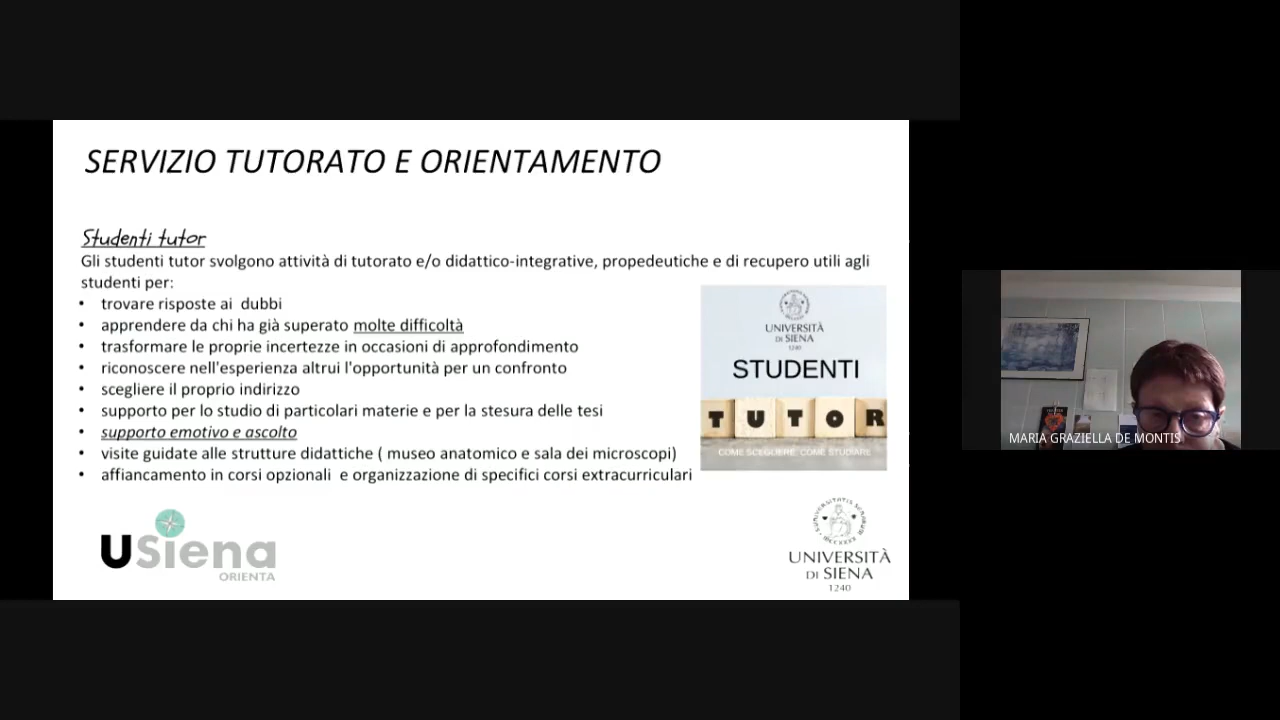 SERVIZIO TUTORATO E ORIENTAMENTO
Studenti tutor
Gli studenti tutor svolgono attività di tutorato e/o didattico-integrative, propedeutiche e di recupero utili agli
studenti per:
• trovare risposte ai dubbi
• apprendere da chi ha già superato molte difficoltà
• trasformare le proprie incertezze in occasioni di approfondimento
• riconoscere nell'esperienza altrui l'opportunità per un confronto
• scegliere il proprio indirizzo
• supporto per lo studio di particolari materie e per la stesura delle tesi
• supporto emotivo e ascolto
• visite guidate alle strutture didattiche ( museo anatomico e sala dei microscopi)
• affiancamento in corsi opzionali e organizzazione di specifici corsi extracurriculari
UNIVERSITÀ
DI SIENA
1240
STUDENTI
TUTOR
COME SCEGLIERE, COME STUDIARE
USiena
ORIENTA
UNIVERSITÀ
DI SIENA
1240
MARIA GRAZIELLA DE MONTIS